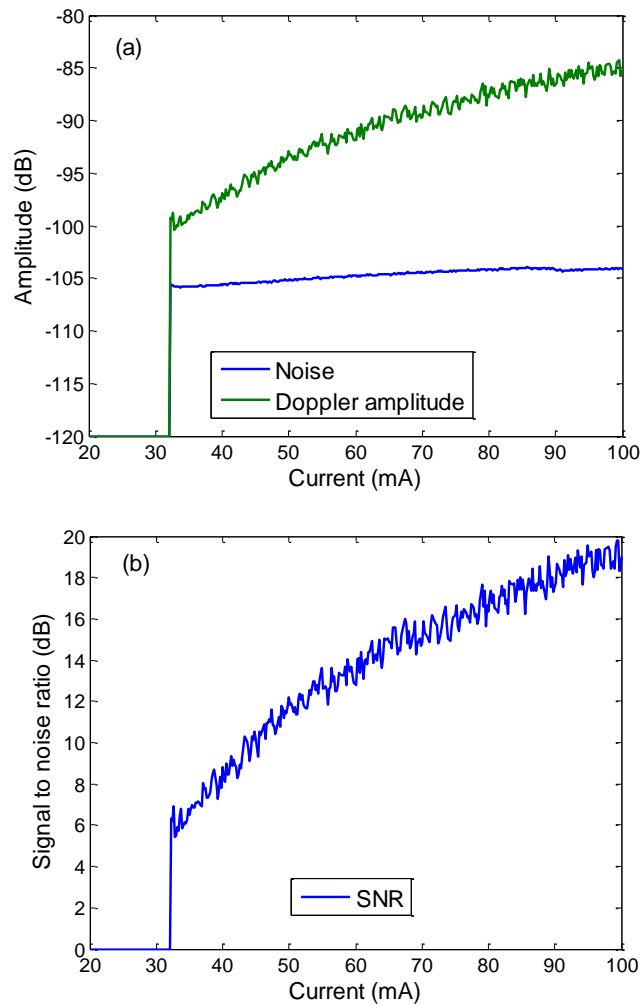 (a)
Amplitude (dB)
-80
-85
-90
-95
-100
-105
-110
-115
-120
Noise
Doppler amplitude
20 30 40 50 60 70 80 90 100
Current (mA)
(b)
Signal to noise ratio (dB)
20
18
16
14
12
10
8
6
4
2
0
SNR
20 30 40 50 60 70 80 90 100
Current (mA)